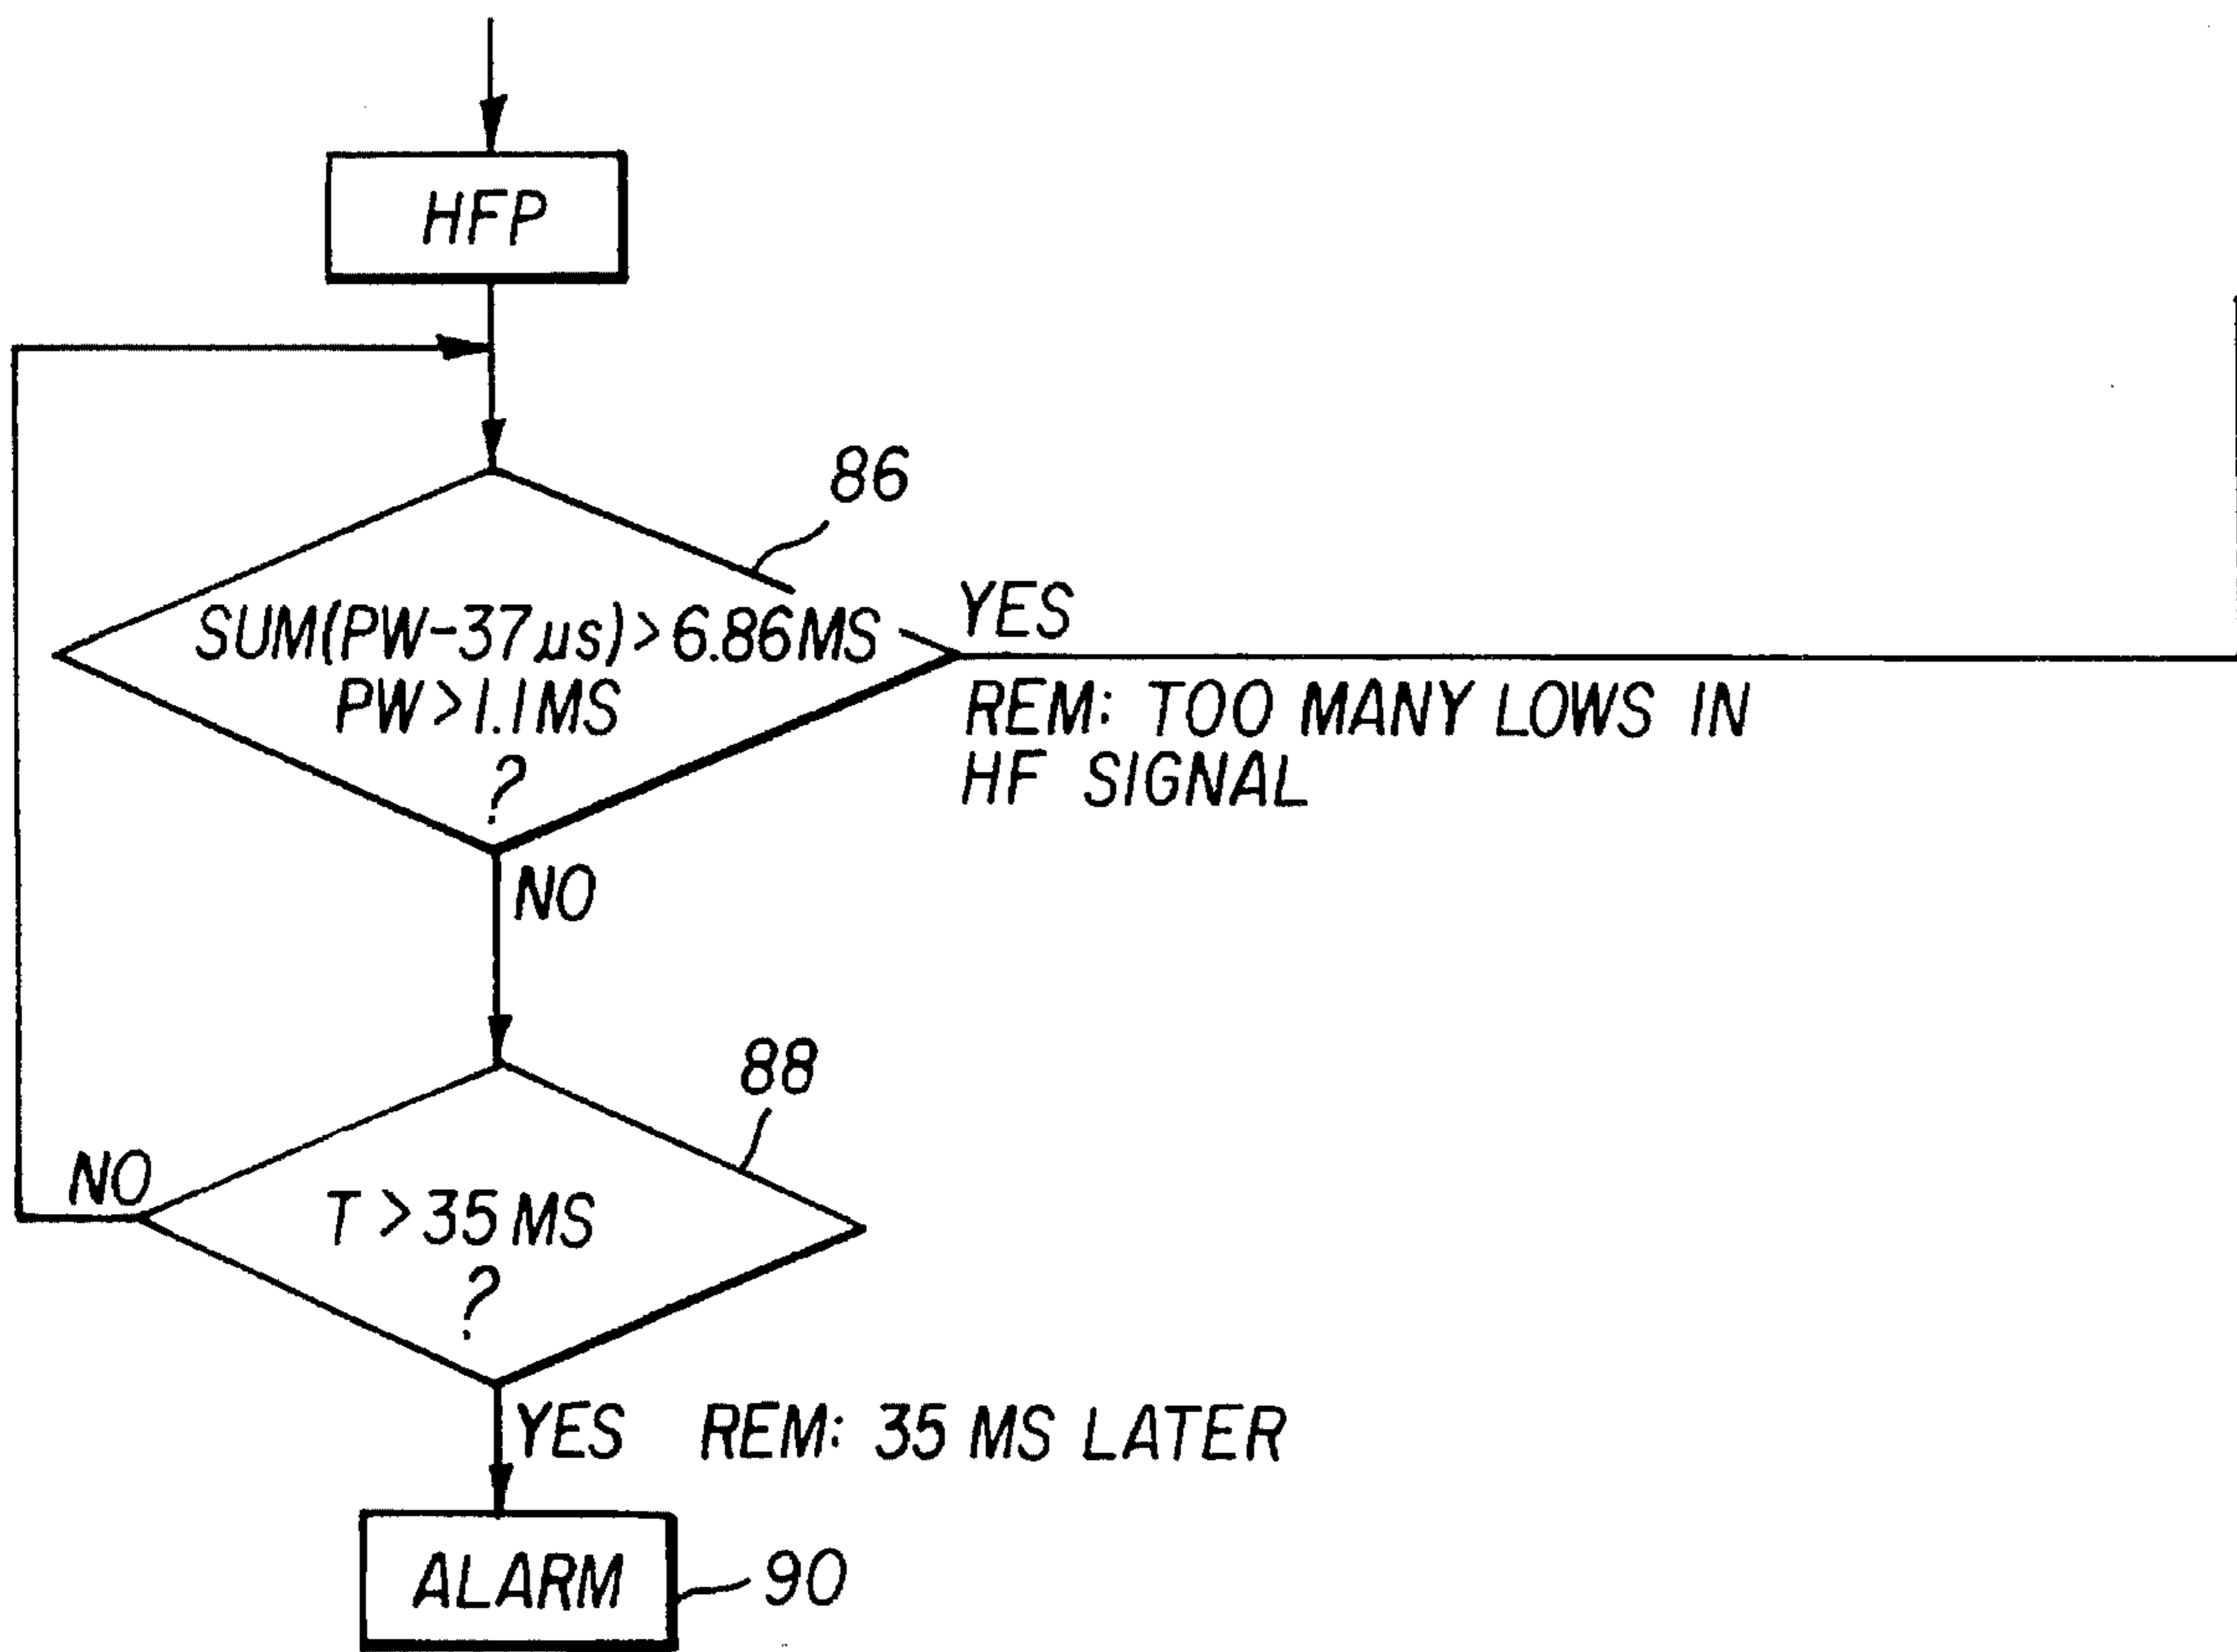 HFP
86
SUM(PW-37µs)>6.86MS
YES
PW>1.1MS
REM: TOO MANY LOWS IN
HF SIGNAL
?
NO
88
NO
T>35MS
?
YES REM: 35 MS LATER
ALARM
90